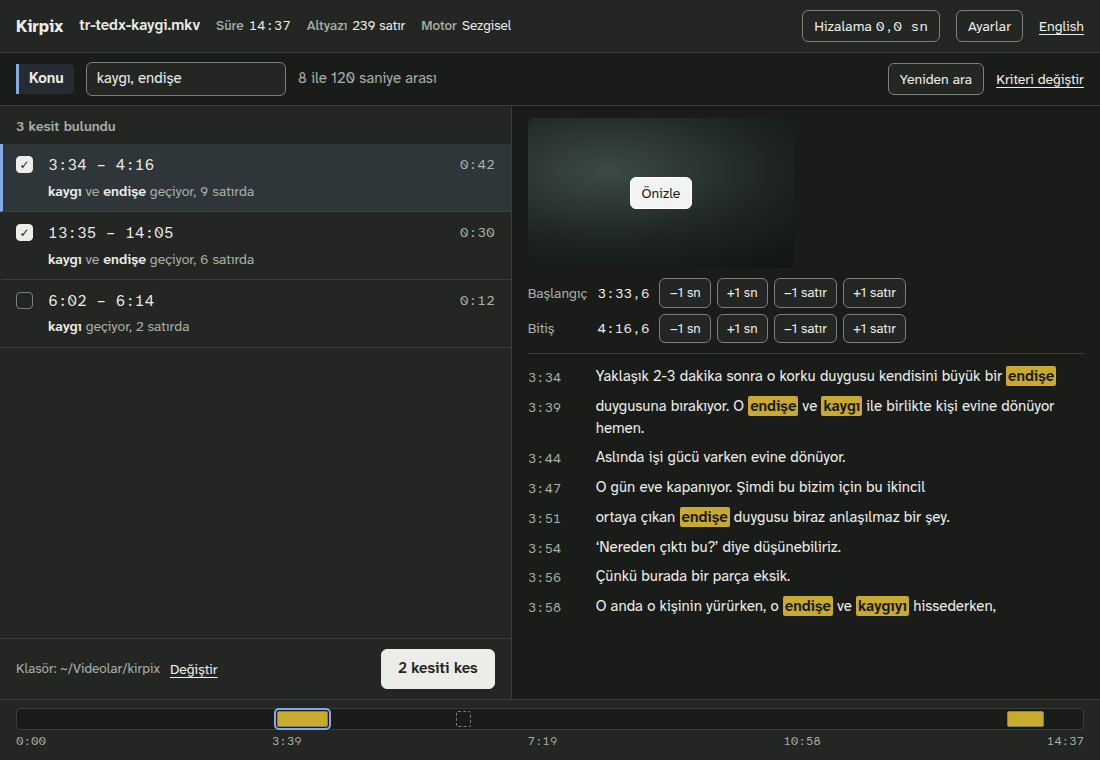 Kirpix tr-tedx-kaygi.mkv Süre 14:37 Altyazı 239 satır Motor Sezgisel Hizalama 0,0 sn Ayarlar English
Konu kaygı, endişe 8 ile 120 saniye arası Yeniden ara Kriteri değiştir
3 kesit bulundu
3:34 – 4:16 0:42
kaygı ve endişe geçiyor, 9 satırda
13:35 – 14:05 0:30
kaygı ve endişe geçiyor, 6 satırda
6:02 – 6:14 0:12
kaygı geçiyor, 2 satırda
Klasör: ~/Videolar/kirpix Değiştir 2 kesiti kes
Önizle
Başlangıç 3:33,6 −1 sn +1 sn −1 satır +1 satır
Bitiş 4:16,6 −1 sn +1 sn −1 satır +1 satır
3:34 Yaklaşık 2-3 dakika sonra o korku duygusu kendisini büyük bir endişe
3:39 duygusuna bırakıyor. O endişe ve kaygı ile birlikte kişi evine dönüyor
hemen.
3:44 Aslında işi gücü varken evine dönüyor.
3:47 O gün eve kapanıyor. Şimdi bu bizim için bu ikincil
3:51 ortaya çıkan endişe duygusu biraz anlaşılmaz bir şey.
3:54 ‘Nereden çıktı bu?’ diye düşünebiliriz.
3:56 Çünkü burada bir parça eksik.
3:58 O anda o kişinin yürürken, o endişe ve kaygıyı hissederken,
0:00 3:39 7:19 10:58 14:37